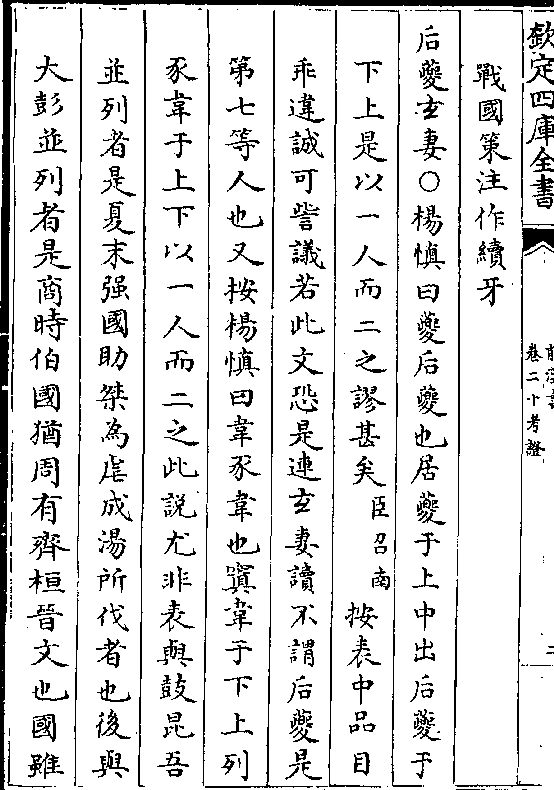 欽定四庫全書
前漢書
卷二十考證
二
戰國策注作續牙
后夔𤣥妻○楊慎曰夔后夔也居夔于上中出后夔于
下上是以一人而二之謬甚矣臣召南按表中品目
乖違誠可訾議若此文恐是連𤣥妻讀不謂后夔是
第七等人也又按楊慎曰韋豕韋也寘韋于下上列
豕韋于上下以一人而二之此說尤非表與鼓昆吾
並列者是夏末强國助桀為虐成湯所伐者也後與
大彭並列者是商時伯國猶周有齊桓晉文也國雖